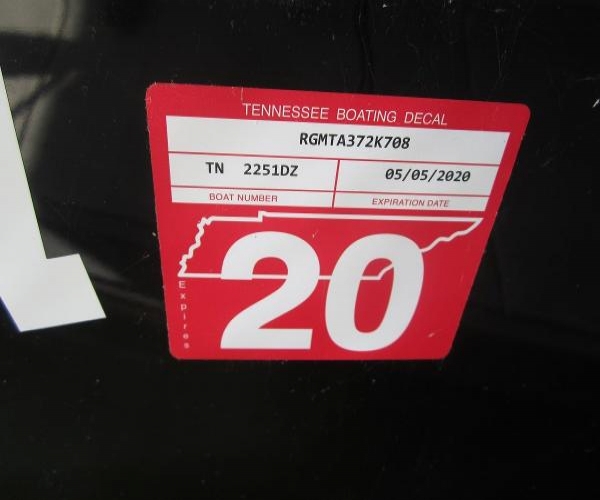 TENNESSEE BOATING DECAL
RGMTA372K708
TN 2251DZ 05/05/2020
BOAT NUMBER EXPIRATION DATE
Expires
20